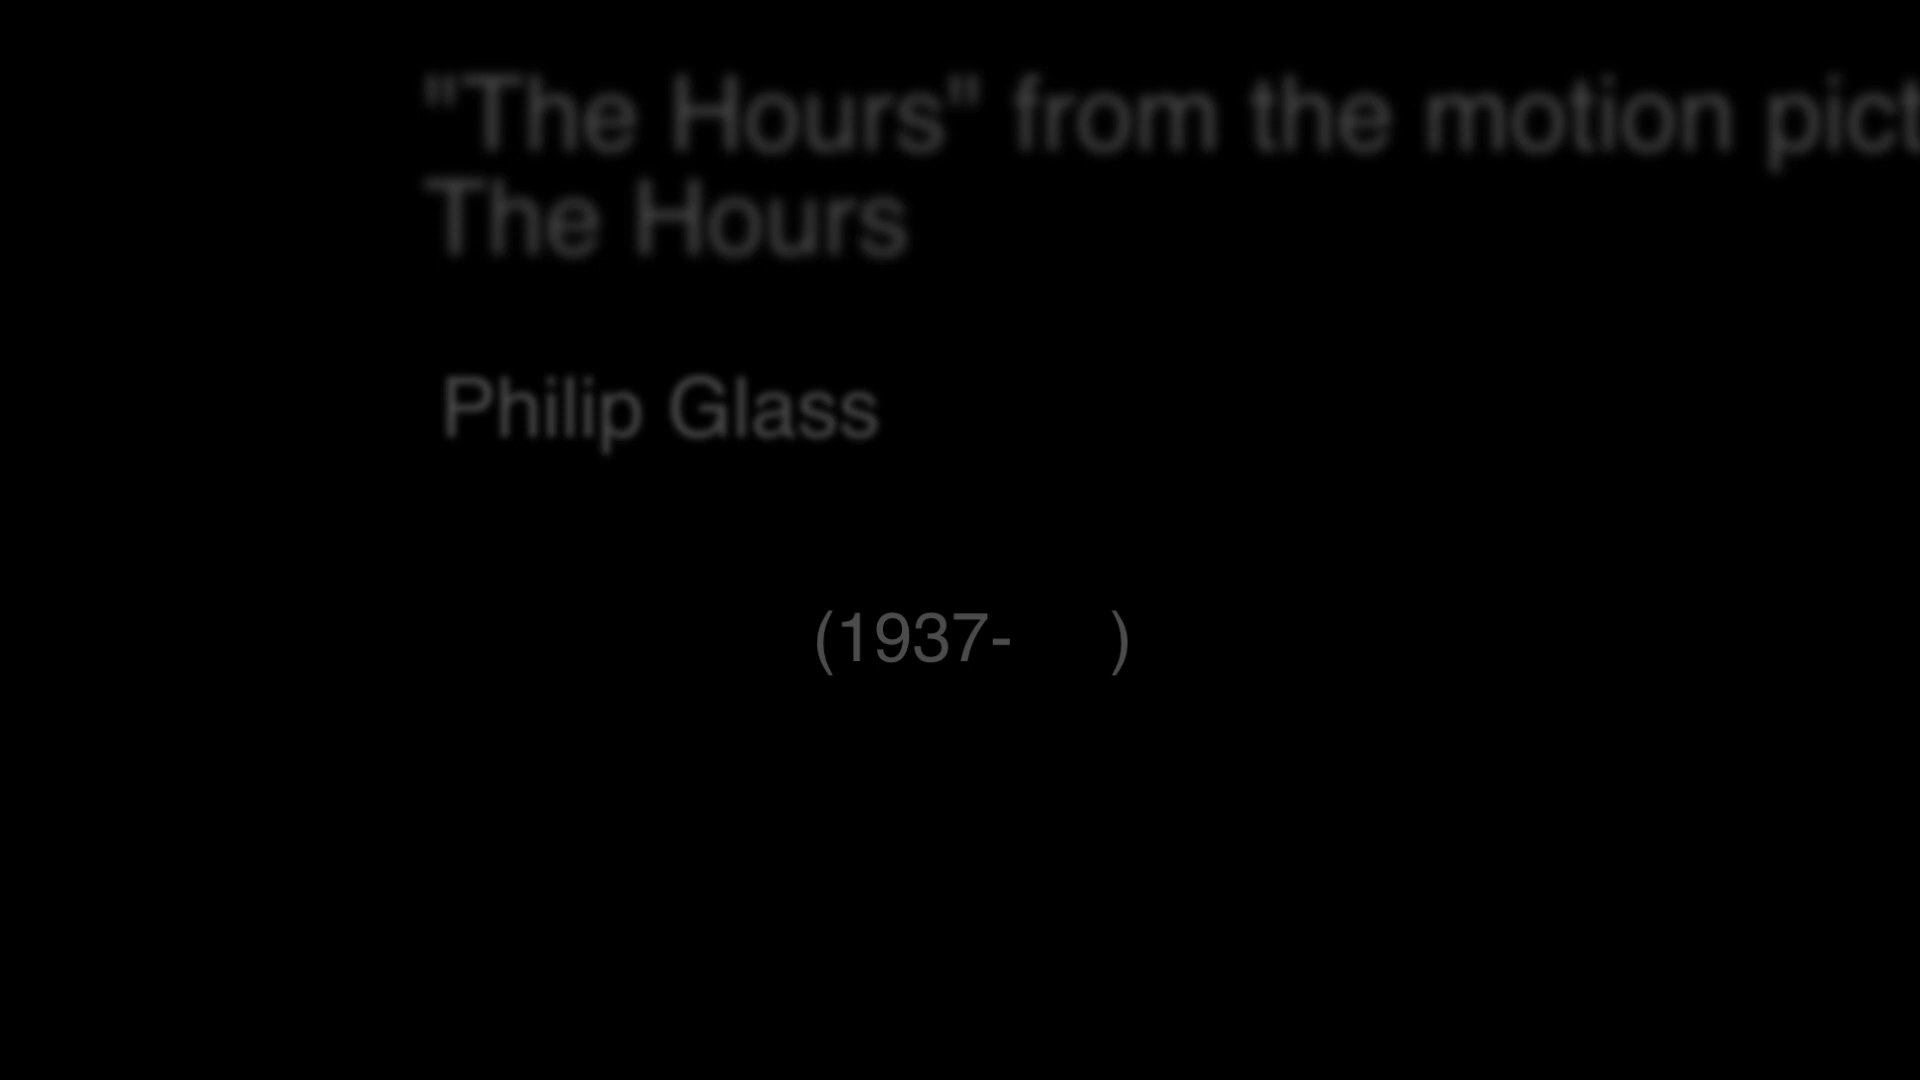 "The Hours" from the motion pict
The Hours
Philip Glass
(1937-     )